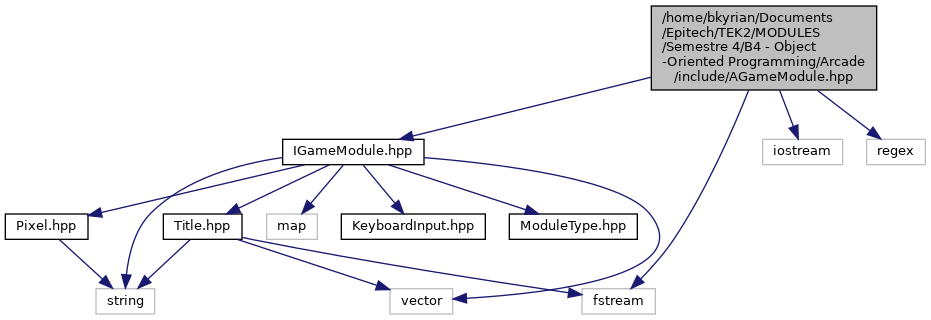 /home/bkyrian/Documents
/Epitech/TEK2/MODULES
/Semestre 4/B4 - Object
-Oriented Programming/Arcade
/include/AGameModule.hpp
IGameModule.hpp
iostream
regex
Pixel.hpp
Title.hpp
map
KeyboardInput.hpp
ModuleType.hpp
string
vector
fstream